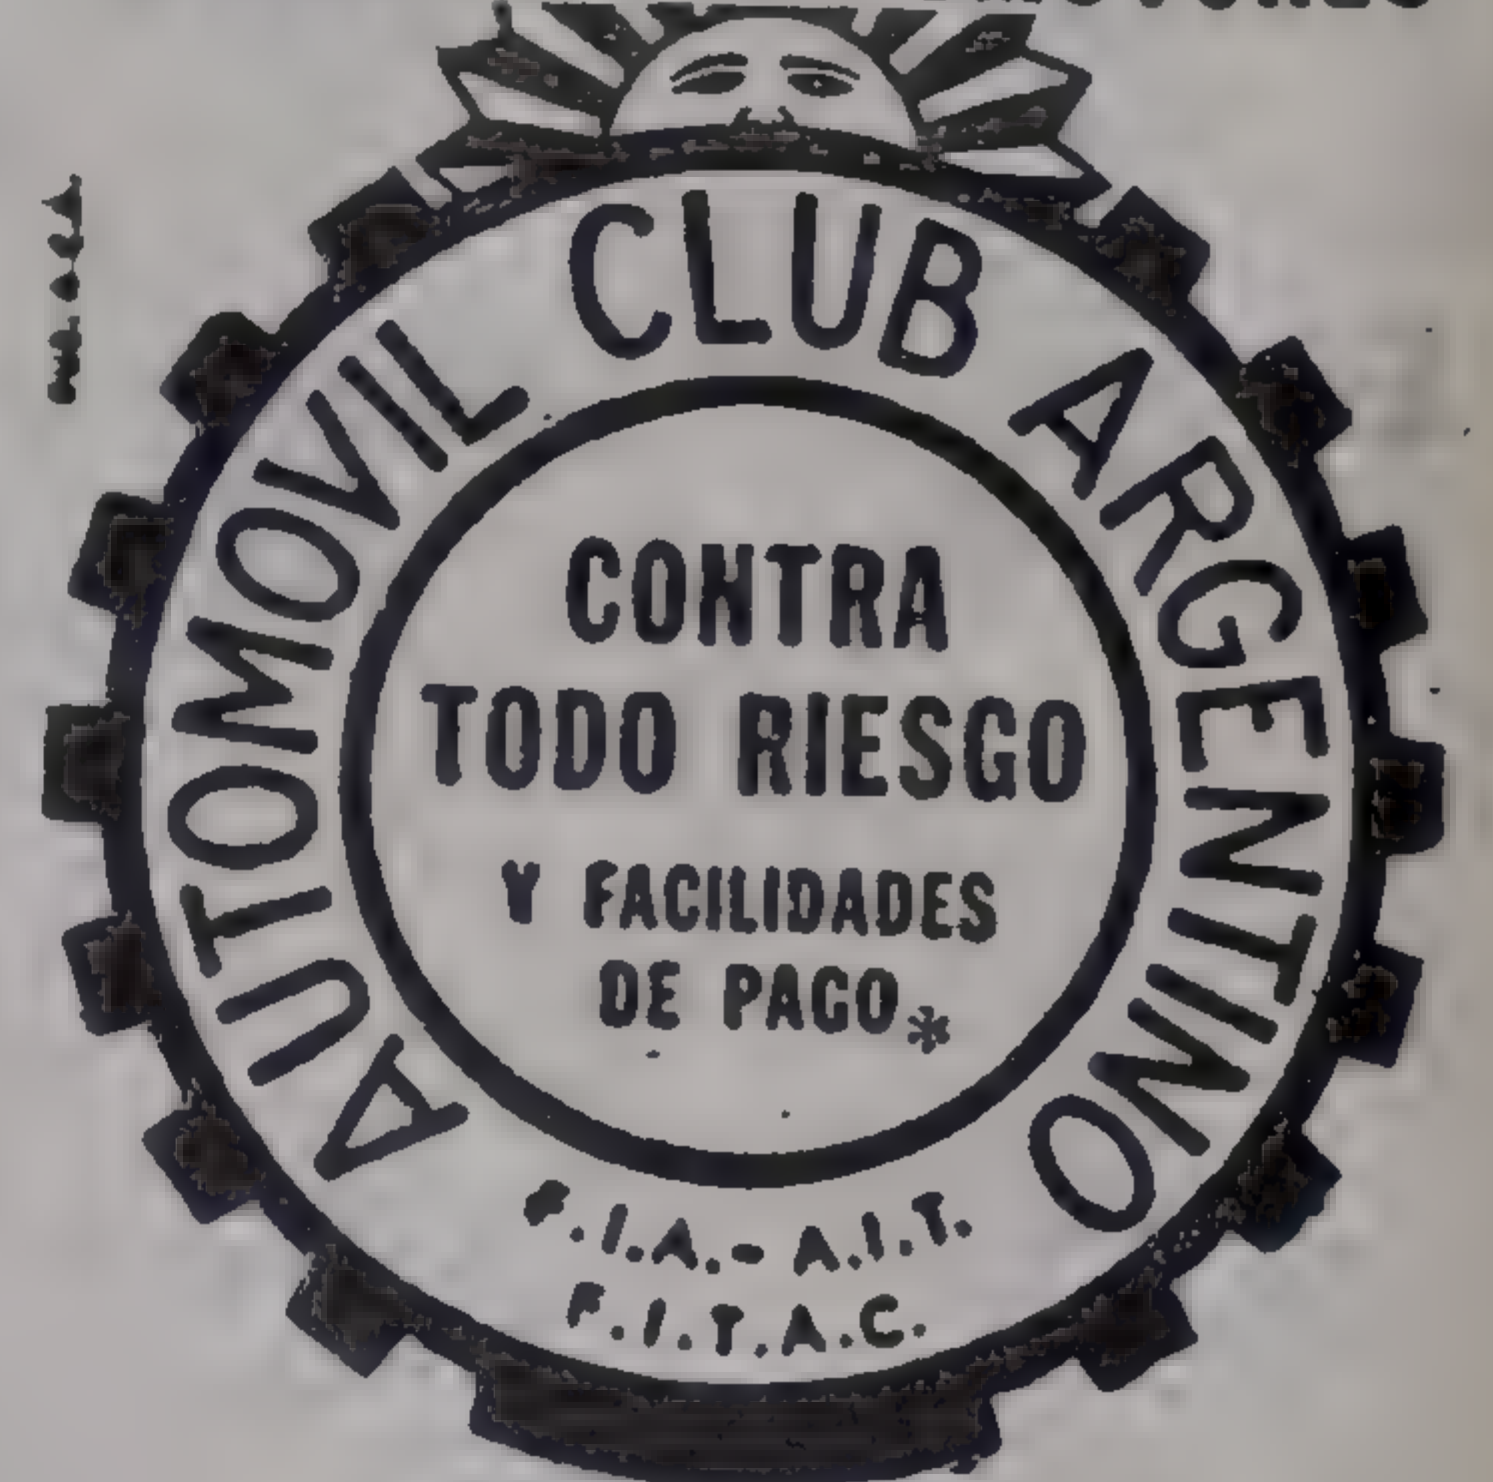 AUTOMOVIL CLUB ARGENTINO
CONTRA
TODO RIESGO
Y FACILIDADES
DE PAGO*
F.I.A.- A.I.T.
F.I.T.A.C.